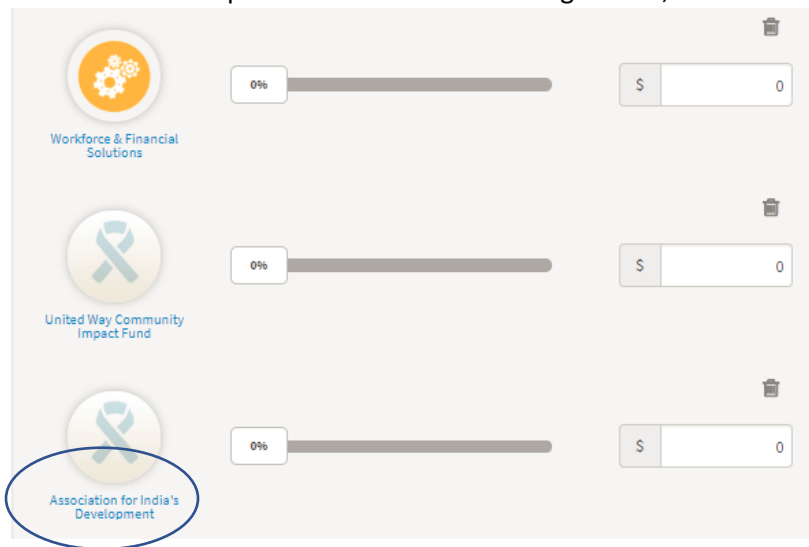 0%
$ 0
Workforce & Financial
Solutions
0%
$ 0
United Way Community
Impact Fund
0%
$ 0
Association for India's
Development